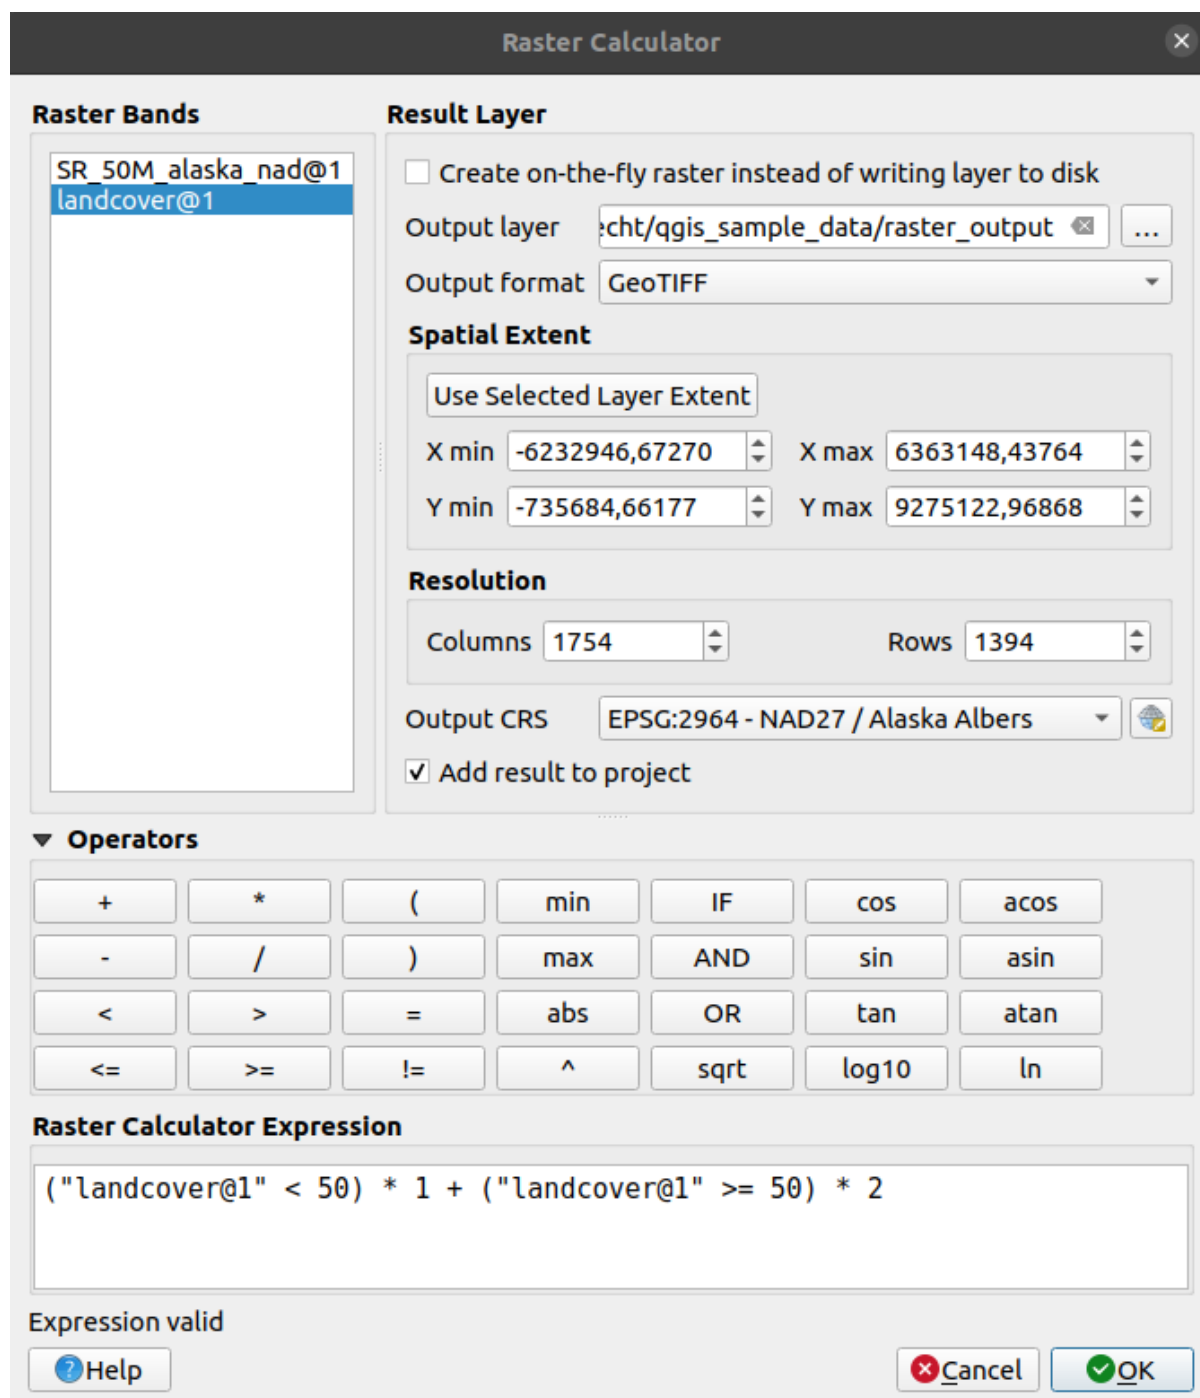 Raster Calculator
Raster Bands
SR_50M_alaska_nad@1
landcover@1
Result Layer
Create on-the-fly raster instead of writing layer to disk
Output layer echt/qgis_sample_data/raster_output ...
Output format GeoTIFF
Spatial Extent
Use Selected Layer Extent
X min -6232946,67270 X max 6363148,43764
Y min -735684,66177 Y max 9275122,96868
Resolution
Columns 1754 Rows 1394
Output CRS EPSG:2964 - NAD27 / Alaska Albers
Add result to project
Operators
+ * ( min IF cos acos
- / ) max AND sin asin
< > = abs OR tan atan
<= >= != ^ sqrt log10 ln
Raster Calculator Expression
("landcover@1" < 50) * 1 + ("landcover@1" >= 50) * 2
Expression valid
Help Cancel OK